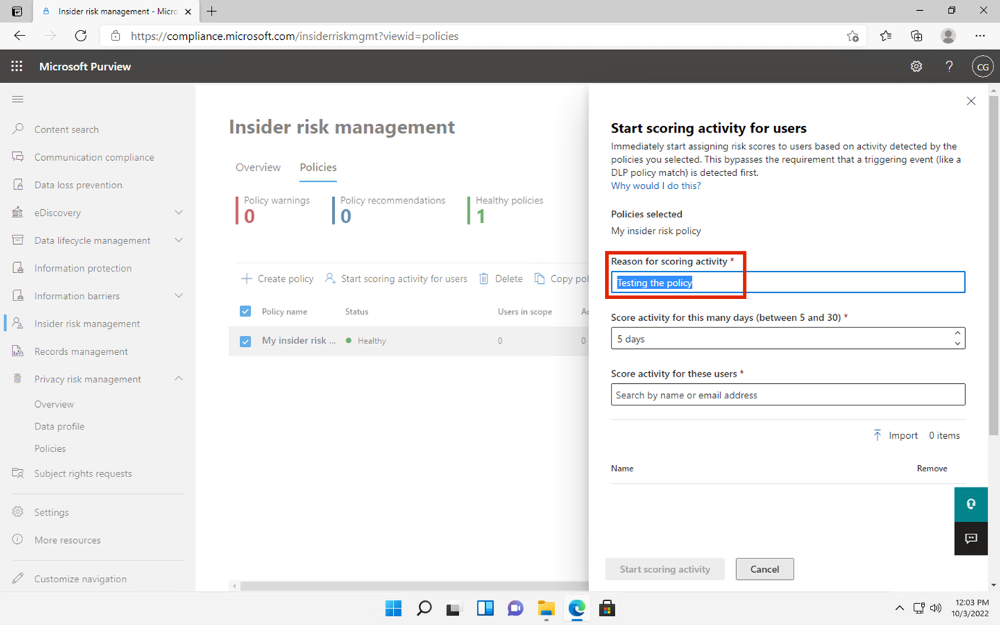 Insider risk management - Micro
https://compliance.microsoft.com/insiderriskmgmt?viewid=policies
Microsoft Purview
CG
Content search
Communication compliance
Data loss prevention
eDiscovery
Data lifecycle management
Information protection
Information barriers
Insider risk management
Records management
Privacy risk management
Overview
Data profile
Policies
Subject rights requests
Settings
More resources
Customize navigation
Insider risk management
Overview Policies
Policy warnings
0
Policy recommendations
0
Healthy policies
1
Create policy Start scoring activity for users Delete Copy pol
Policy name Status Users in scope Ac
My insider risk ... Healthy 0 0
Start scoring activity for users
Immediately start assigning risk scores to users based on activity detected by the
policies you selected. This bypasses the requirement that a triggering event (like a
DLP policy match) is detected first.
Why would I do this?
Policies selected
My insider risk policy
Reason for scoring activity *
Testing the policy
Score activity for this many days (between 5 and 30) *
5 days
Score activity for these users *
Search by name or email address
Import 0 items
Name Remove
Start scoring activity Cancel
12:03 PM
10/3/2022